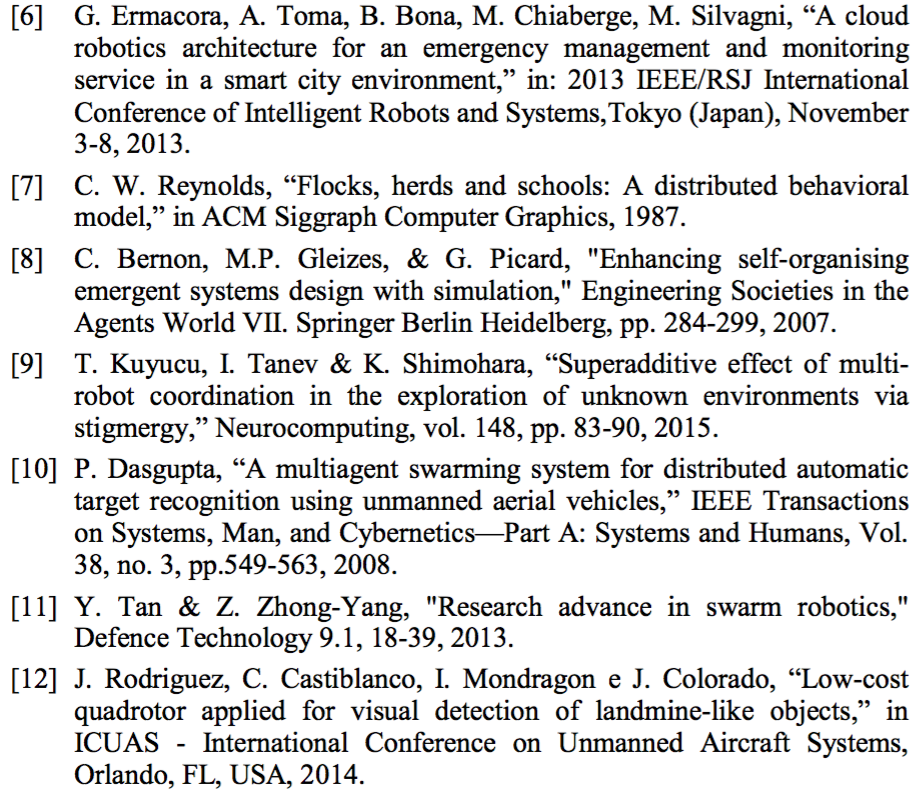 [6] G. Ermacora, A. Toma, B. Bona, M. Chiaberge, M. Silvagni, “A cloud
robotics architecture for an emergency management and monitoring
service in a smart city environment,” in: 2013 IEEE/RSJ International
Conference of Intelligent Robots and Systems,Tokyo (Japan), November
3-8, 2013.
[7] C. W. Reynolds, “Flocks, herds and schools: A distributed behavioral
model,” in ACM Siggraph Computer Graphics, 1987.
[8] C. Bernon, M.P. Gleizes, & G. Picard, "Enhancing self-organising
emergent systems design with simulation," Engineering Societies in the
Agents World VII. Springer Berlin Heidelberg, pp. 284-299, 2007.
[9] T. Kuyucu, I. Tanev & K. Shimohara, “Superadditive effect of multi-
robot coordination in the exploration of unknown environments via
stigmergy,” Neurocomputing, vol. 148, pp. 83-90, 2015.
[10] P. Dasgupta, “A multiagent swarming system for distributed automatic
target recognition using unmanned aerial vehicles,” IEEE Transactions
on Systems, Man, and Cybernetics—Part A: Systems and Humans, Vol.
38, no. 3, pp.549-563, 2008.
[11] Y. Tan & Z. Zhong-Yang, "Research advance in swarm robotics,"
Defence Technology 9.1, 18-39, 2013.
[12] J. Rodriguez, C. Castiblanco, I. Mondragon e J. Colorado, “Low-cost
quadrotor applied for visual detection of landmine-like objects,” in
ICUAS - International Conference on Unmanned Aircraft Systems,
Orlando, FL, USA, 2014.